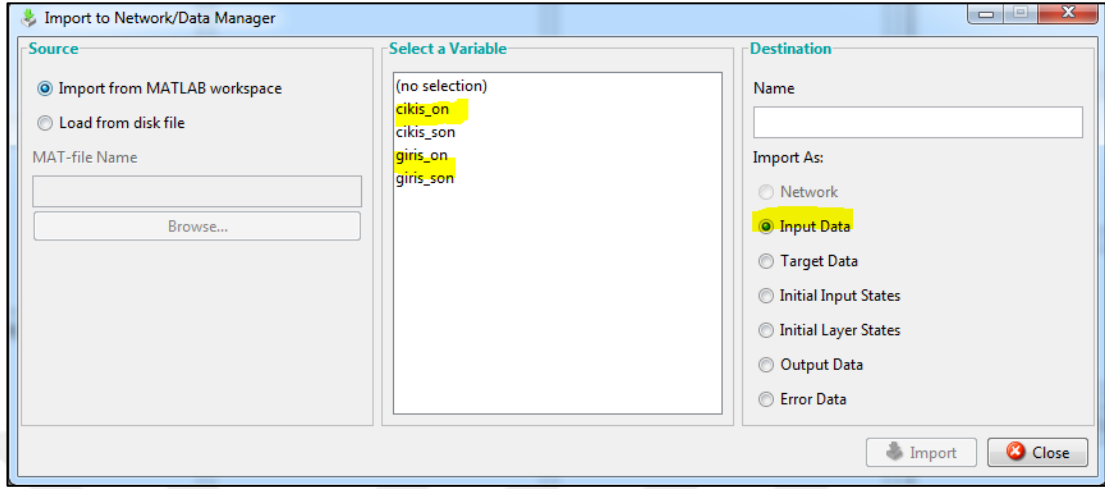 Import to Network/Data Manager
Source
Import from MATLAB workspace
Load from disk file
MAT-file Name
Browse...
Select a Variable
(no selection)
cikis_on
cikis_son
giris_on
giris_son
Destination
Name
Import As:
Network
Input Data
Target Data
Initial Input States
Initial Layer States
Output Data
Error Data
Import
Close